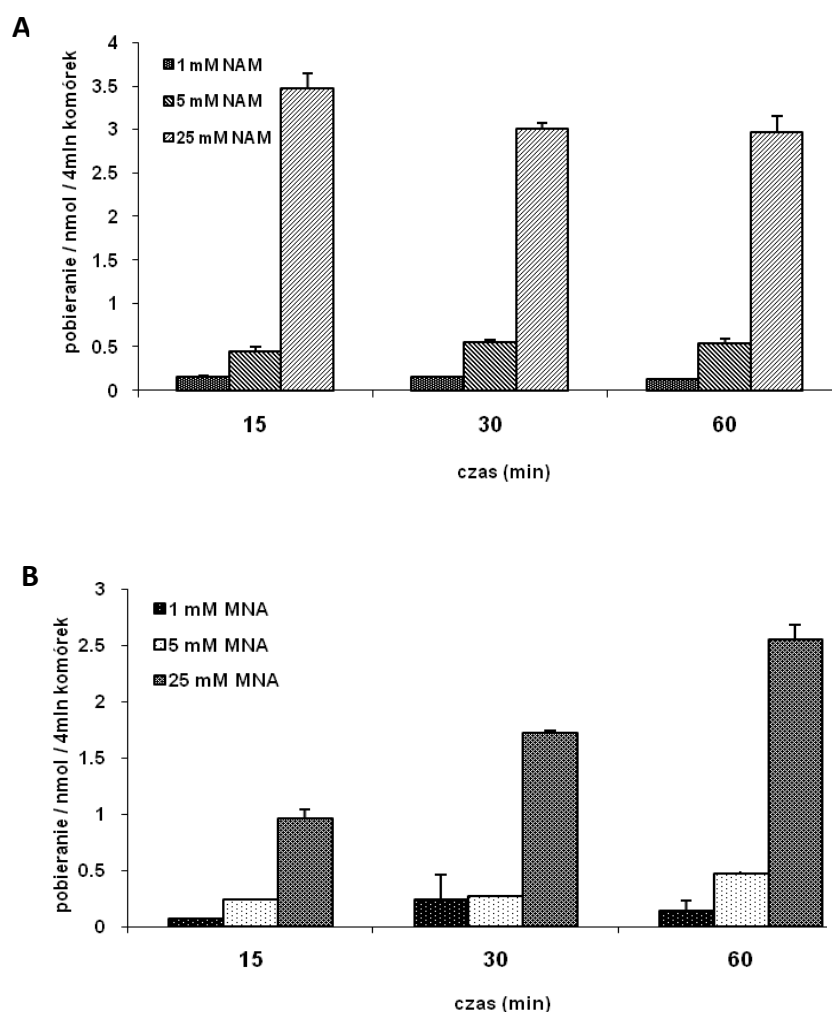 A
1 mM NAM
5 mM NAM
25 mM NAM
pobieranie / nmol / 4mln komórek
4
3.5
3
2.5
2
1.5
1
0.5
0
15 30 60
czas (min)
B
1 mM MNA
5 mM MNA
25 mM MNA
pobieranie / nmol / 4mln komórek
3
2.5
2
1.5
1
0.5
0
15 30 60
czas (min)